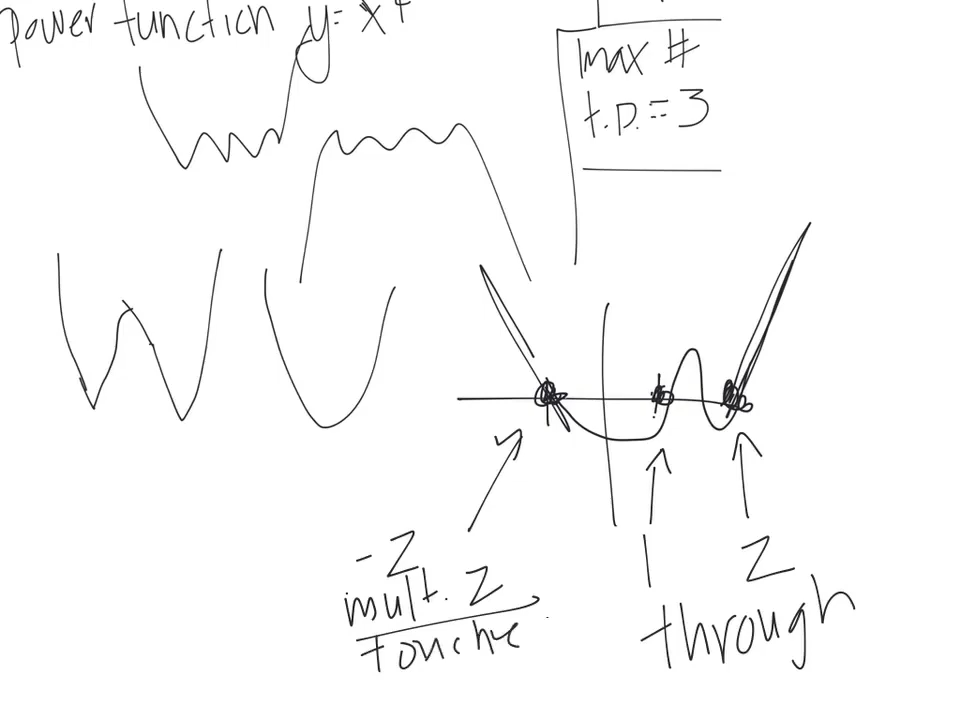 power function y = x⁴
max #
t.p. = 3
-2
mult. 2
Touche
1
2
through